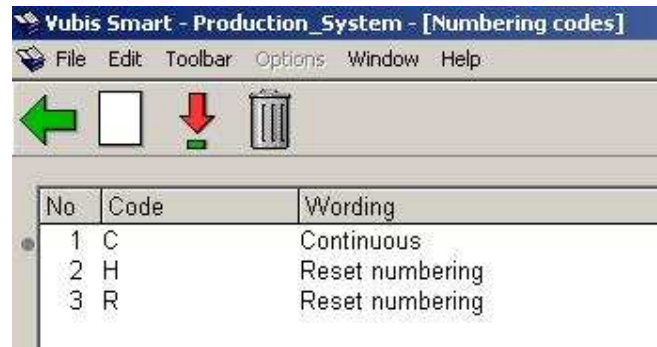 Vubis Smart - Production_System - [Numbering codes]
File Edit Toolbar Options Window Help
No Code Wording
1 C Continuous
2 H Reset numbering
3 R Reset numbering